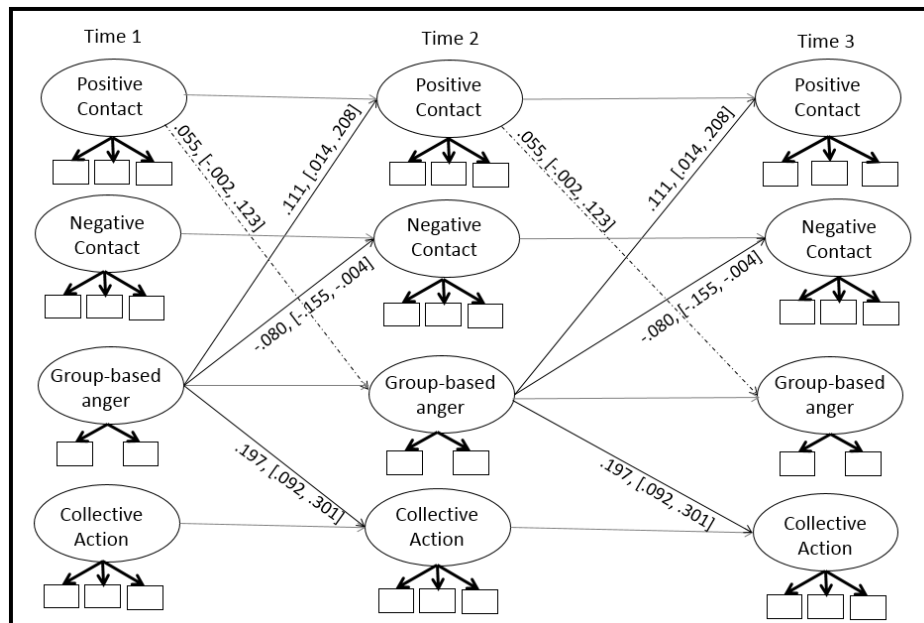 Time 1
Time 2
Time 3
Positive
Contact
Positive
Contact
Positive
Contact
.055, [-.002, .123]
.111, [.014, .208]
.055, [-.002, .123]
.111, [.014, .208]
Negative
Contact
Negative
Contact
Negative
Contact
-.080, [-.155, -.004]
-.080, [-.155, -.004]
Group-based
anger
Group-based
anger
Group-based
anger
.197, [.092, .301]
.197, [.092, .301]
Collective
Action
Collective
Action
Collective
Action